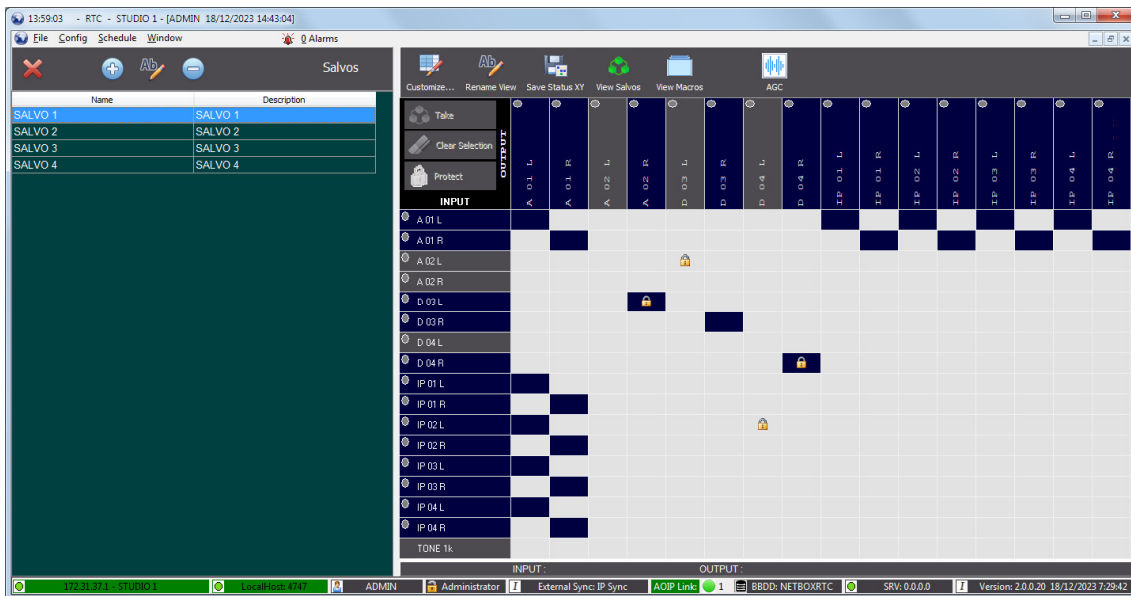 13:59:03 - RTC - STUDIO 1 - [ADMIN 18/12/2023 14:43:04]
File Config Schedule Window 0 Alarms
Ab Salvos
Name Description
SALVO 1 SALVO 1
SALVO 2 SALVO 2
SALVO 3 SALVO 3
SALVO 4 SALVO 4
Ab
Customize... Rename View Save Status XY View Salvos View Macros AGC
Take
Clear Selection
Protect
OUTPUT
INPUT
A 01 L
A 01 R
A 02 L
A 02 R
D 03 L
D 03 R
D 04 L
D 04 R
IP 01 L
IP 01 R
IP 02 L
IP 02 R
IP 03 L
IP 03 R
IP 04 L
IP 04 R
A 01 L
A 01 R
A 02 L
A 02 R
D 03 L
D 03 R
D 04 L
D 04 R
IP 01 L
IP 01 R
IP 02 L
IP 02 R
IP 03 L
IP 03 R
IP 04 L
IP 04 R
TONE 1k
INPUT : OUTPUT :
172.31.37.1 - STUDIO 1 LocalHost: 4747 ADMIN Administrator I External Sync: IP Sync AOIP Link: 1 BBDD: NETBOXRTC SRV: 0.0.0.0 I Version: 2.0.0.20 18/12/2023 7:29:42